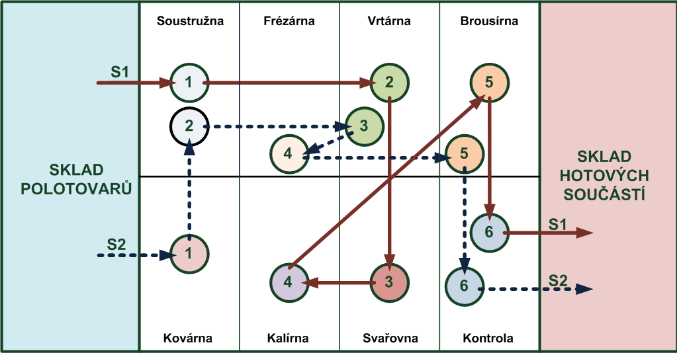 Soustružna
Frézárna
Vrtárna
Brousírna
S1
1
2
5
2
3
4
5
SKLAD
POLOTOVARŮ
SKLAD
HOTOVÝCH
SOUČÁSTÍ
S2
1
6
S1
4
3
6
S2
Kovárna
Kalírna
Svařovna
Kontrola